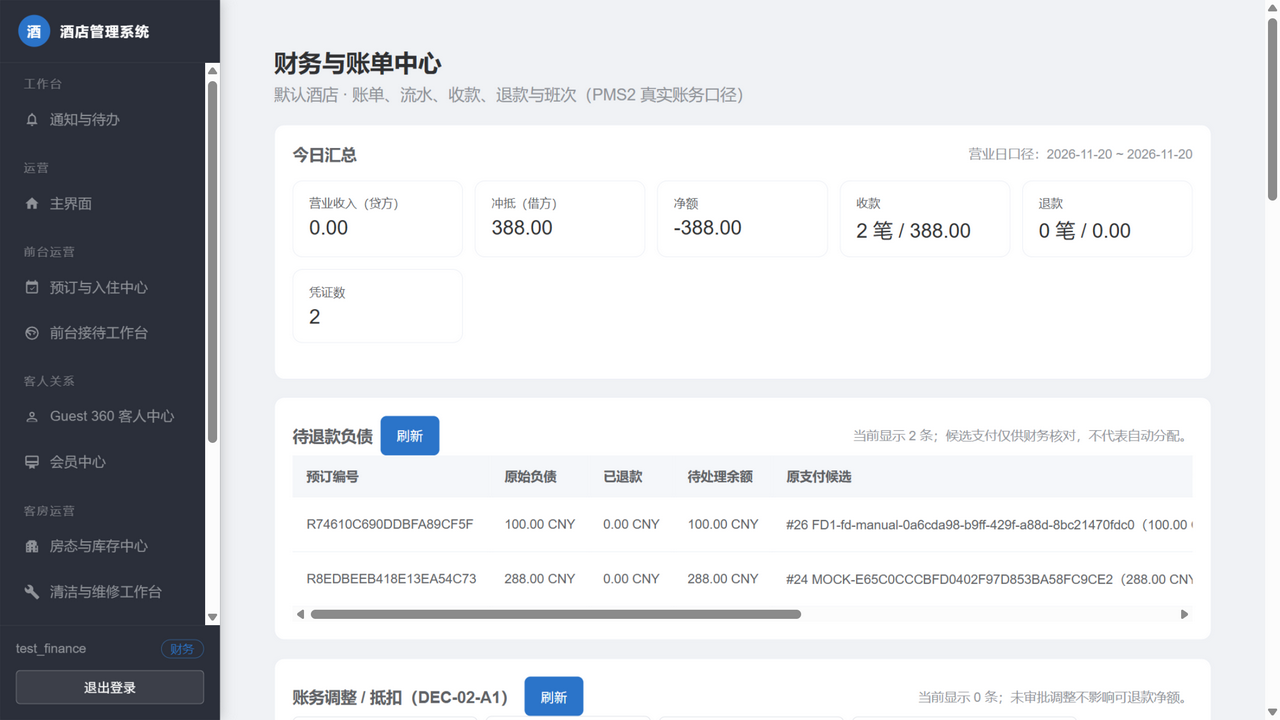 酒 酒店管理系统
工作台
通知与待办
运营
主界面
前台运营
预订与入住中心
前台接待工作台
客人关系
Guest 360 客人中心
会员中心
客房运营
房态与库存中心
清洁与维修工作台
test_finance 财务
退出登录
财务与账单中心
默认酒店 · 账单、流水、收款、退款与班次（PMS2 真实账务口径）
今日汇总 营业日口径：2026-11-20 ~ 2026-11-20
营业收入（贷方） 冲抵（借方） 净额 收款 退款
0.00 388.00 -388.00 2 笔 / 388.00 0 笔 / 0.00
凭证数
2
待退款负债 刷新 当前显示 2 条；候选支付仅供财务核对，不代表自动分配。
预订编号 原始负债 已退款 待处理余额 原支付候选
R74610C690DDBFA89CF5F 100.00 CNY 0.00 CNY 100.00 CNY #26 FD1-fd-manual-0a6cda98-b9ff-429f-a88d-8bc21470fdc0（100.00
R8EDBEEB418E13EA54C73 288.00 CNY 0.00 CNY 288.00 CNY #24 MOCK-E65C0CCCBFD0402F97D853BA58FC9CE2（288.00 CNY
账务调整 / 抵扣（DEC-02-A1） 刷新 当前显示 0 条；未审批调整不影响可退款净额。